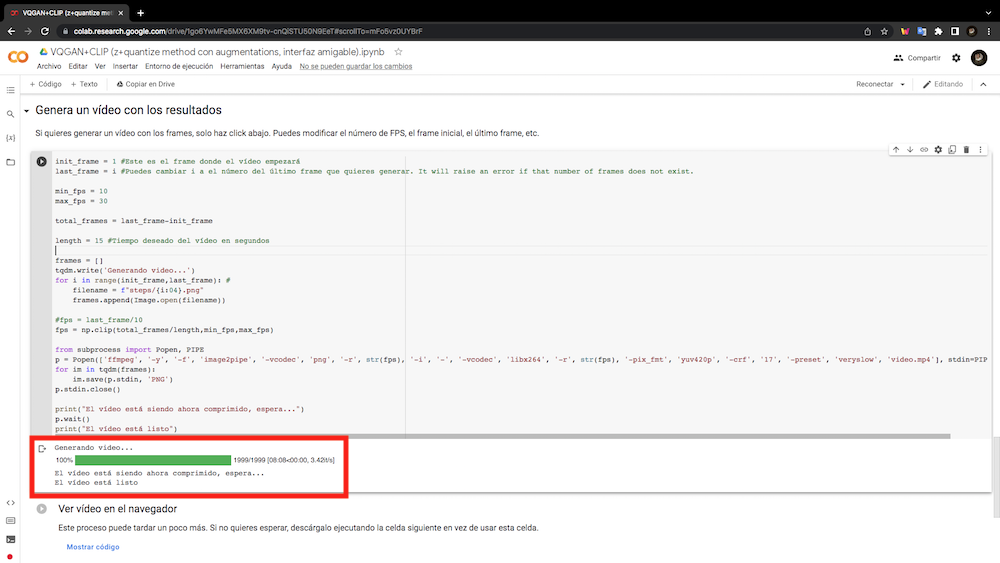 VQGAN+CLIP (z+quantize met
colab.research.google.com/drive/1go6YwMFe5MX6XM9tv-cnQISTU50N9EeT#scrollTo=mFo5vz0UYBrF
VQGAN+CLIP (z+quantize method con augmentations, interfaz amigable).ipynb
Archivo Editar Ver Insertar Entorno de ejecución Herramientas Ayuda No se pueden guardar los cambios
Compartir
+ Código + Texto Copiar en Drive
Reconectar
Editando
Genera un vídeo con los resultados
Si quieres generar un vídeo con los frames, solo haz click abajo. Puedes modificar el número de FPS, el frame inicial, el último frame, etc.
init_frame = 1 #Este es el frame donde el vídeo empezará
last_frame = i #Puedes cambiar i a el número del último frame que quieres generar. It will raise an error if that number of frames does not exist.
min_fps = 10
max_fps = 30
total_frames = last_frame-init_frame
length = 15 #Tiempo deseado del vídeo en segundos
frames = []
tqdm.write('Generando video...')
for i in range(init_frame,last_frame): #
filename = f"steps/{i:04}.png"
frames.append(Image.open(filename))
#fps = last_frame/10
fps = np.clip(total_frames/length,min_fps,max_fps)
from subprocess import Popen, PIPE
p = Popen(['ffmpeg', '-y', '-f', 'image2pipe', '-vcodec', 'png', '-r', str(fps), '-i', '-', '-vcodec', 'libx264', '-r', str(fps), '-pix_fmt', 'yuv420p', '-crf', '17', '-preset', 'veryslow', 'video.mp4'], stdin=PIP
for im in tqdm(frames):
im.save(p.stdin, 'PNG')
p.stdin.close()
print("El vídeo está siendo ahora comprimido, espera...")
p.wait()
print("El vídeo está listo")
Generando video...
100% 1999/1999 [08:08<00:00, 3.42it/s]
El vídeo está siendo ahora comprimido, espera...
El vídeo está listo
Ver vídeo en el navegador
Este proceso puede tardar un poco más. Si no quieres esperar, descárgalo ejecutando la celda siguiente en vez de usar esta celda.
Mostrar código